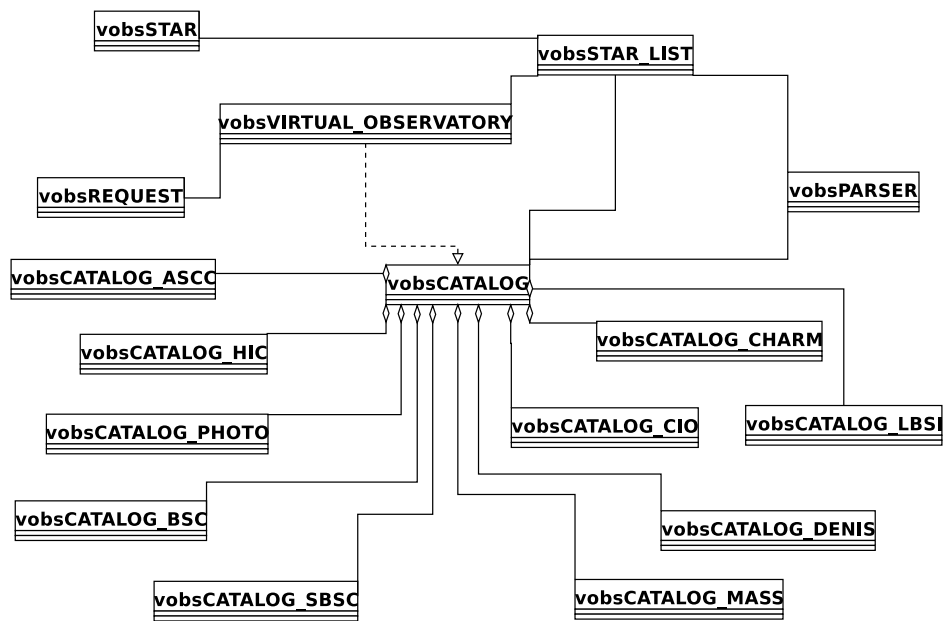 vobsSTAR
vobsSTAR_LIST
vobsVIRTUAL_OBSERVATORY
vobsREQUEST
vobsPARSER
vobsCATALOG_ASCC
vobsCATALOG
vobsCATALOG_HIC
vobsCATALOG_CHARM
vobsCATALOG_PHOTO
vobsCATALOG_CIO
vobsCATALOG_LBSI
vobsCATALOG_BSC
vobsCATALOG_DENIS
vobsCATALOG_SBSC
vobsCATALOG_MASS